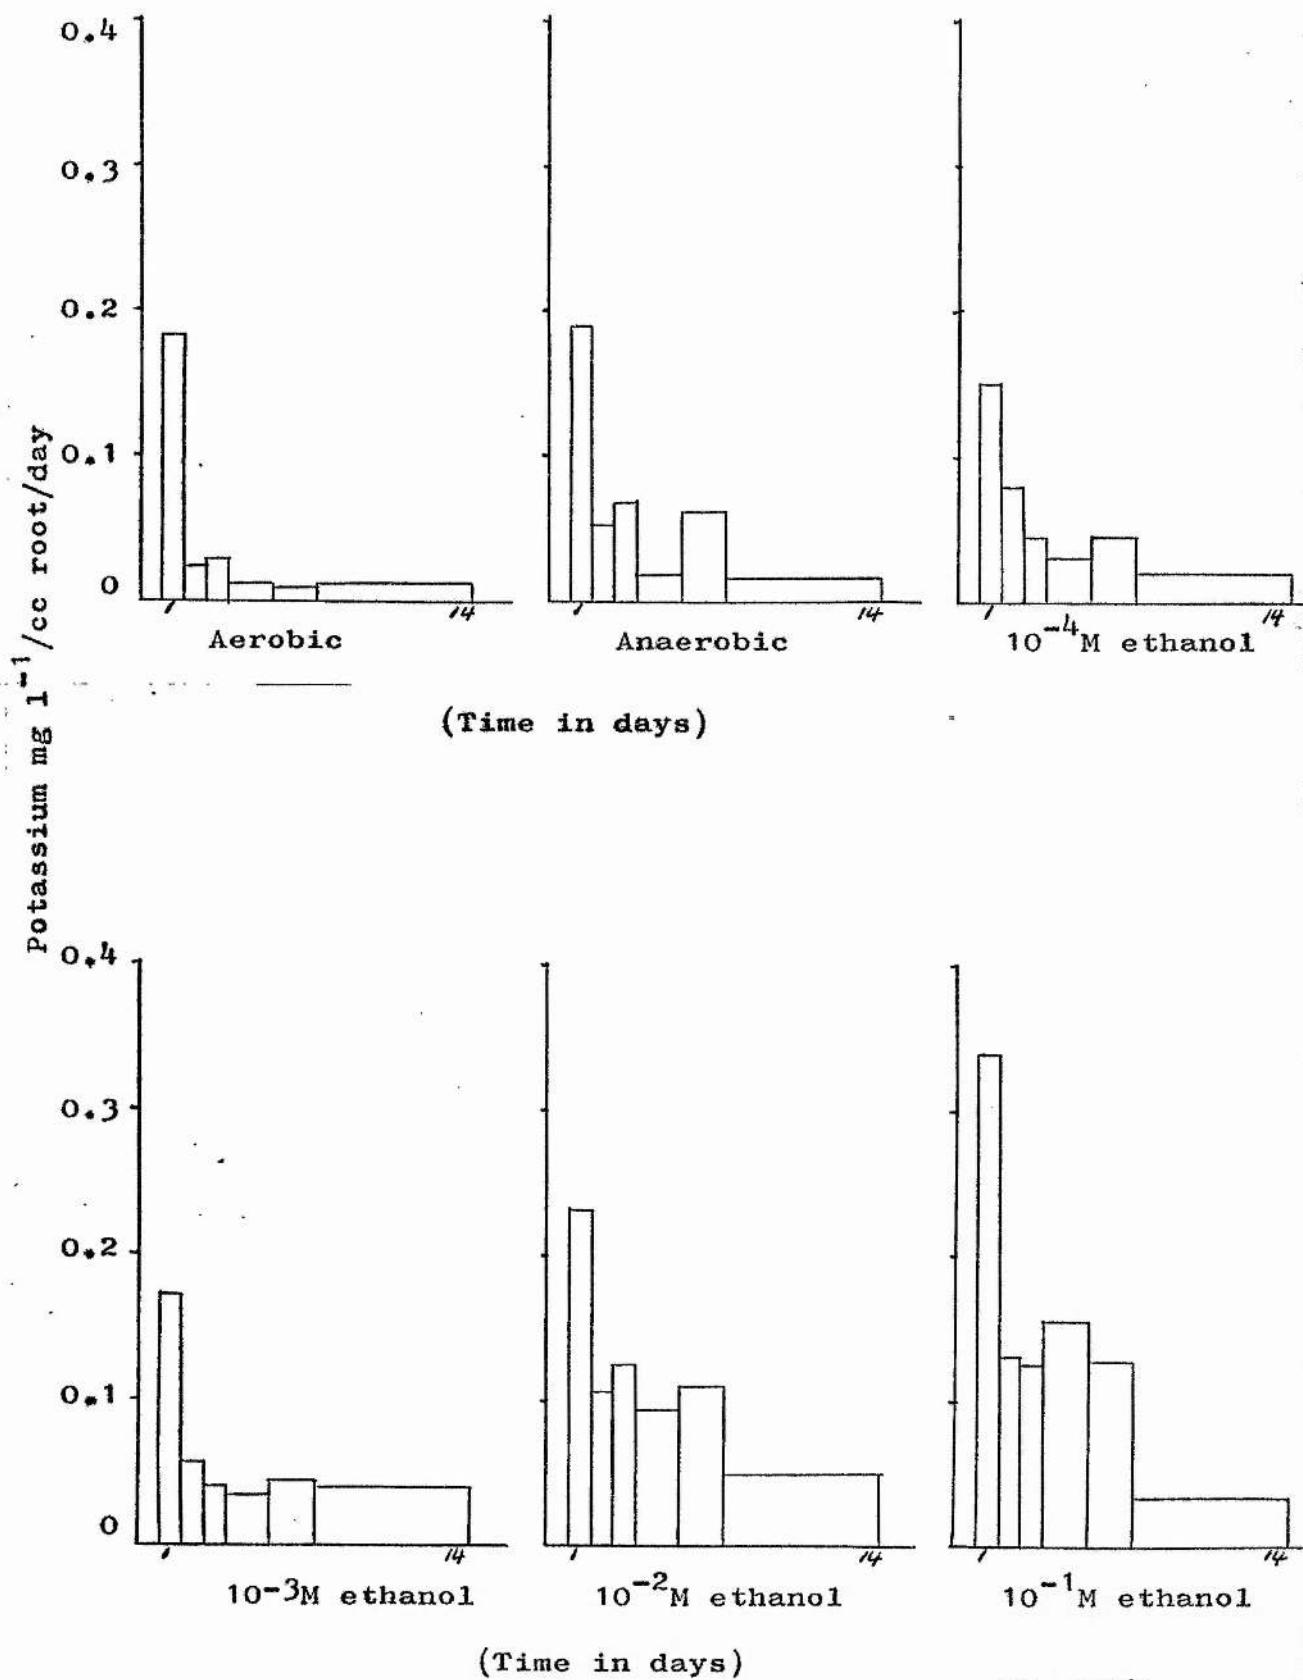 Potassium mg l⁻¹/cc root/day
0.4
0.3
0.2
0.1
0
1 14
1 14
1 14
Aerobic
Anaerobic
10⁻⁴M ethanol
(Time in days)
0.4
0.3
0.2
0.1
0
1 14
1 14
1 14
10⁻³M ethanol
10⁻²M ethanol
10⁻¹M ethanol
(Time in days)